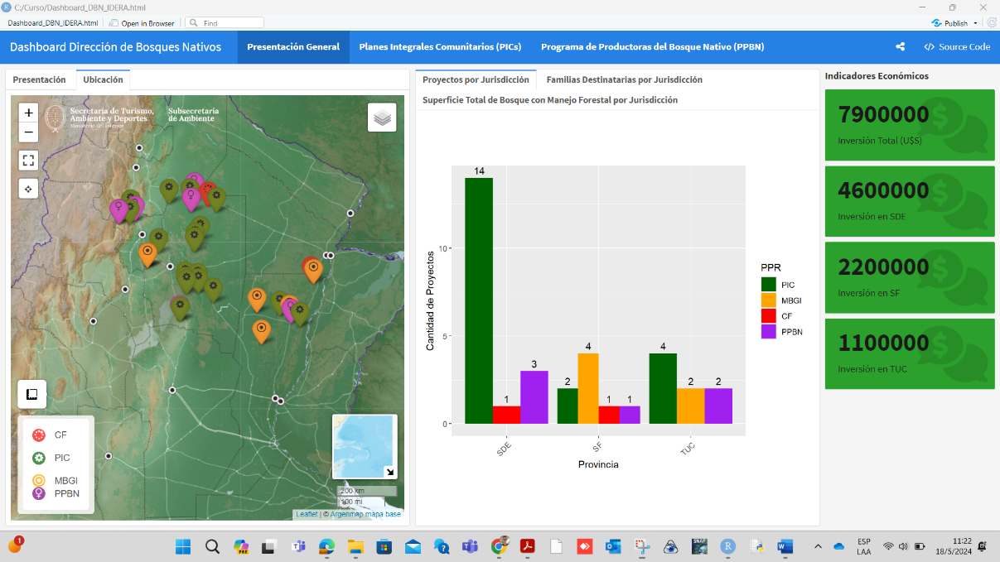 C:/Curso/Dashboard_DBN_IDERA.html
Dashboard_DBN_IDERA.html
Open in Browser
Find
Publish
Dashboard Dirección de Bosques Nativos
Presentación General
Planes Integrales Comunitarios (PICs)
Programa de Productoras del Bosque Nativo (PPBN)
Source Code
Presentación
Ubicación
+
−
Secretaría de Turismo,
Ambiente y Deportes
Ministerio del Interior
Subsecretaría
de Ambiente
CF
PIC
MBGI
PPBN
200 km
100 mi
Leaflet | © Argenmap mapa base
Proyectos por Jurisdicción
Familias Destinatarias por Jurisdicción
Superficie Total de Bosque con Manejo Forestal por Jurisdicción
Cantidad de Proyectos
10
5
0
14
1
3
2
4
1
1
4
2
2
SDE
SF
TUC
Provincia
PPR
PIC
MBGI
CF
PPBN
Indicadores Económicos
7900000
Inversión Total (U$S)
4600000
Inversión en SDE
2200000
Inversión en SF
1100000
Inversión en TUC
1
PRE
SNAP
ESP
LAA
11:22
18/5/2024